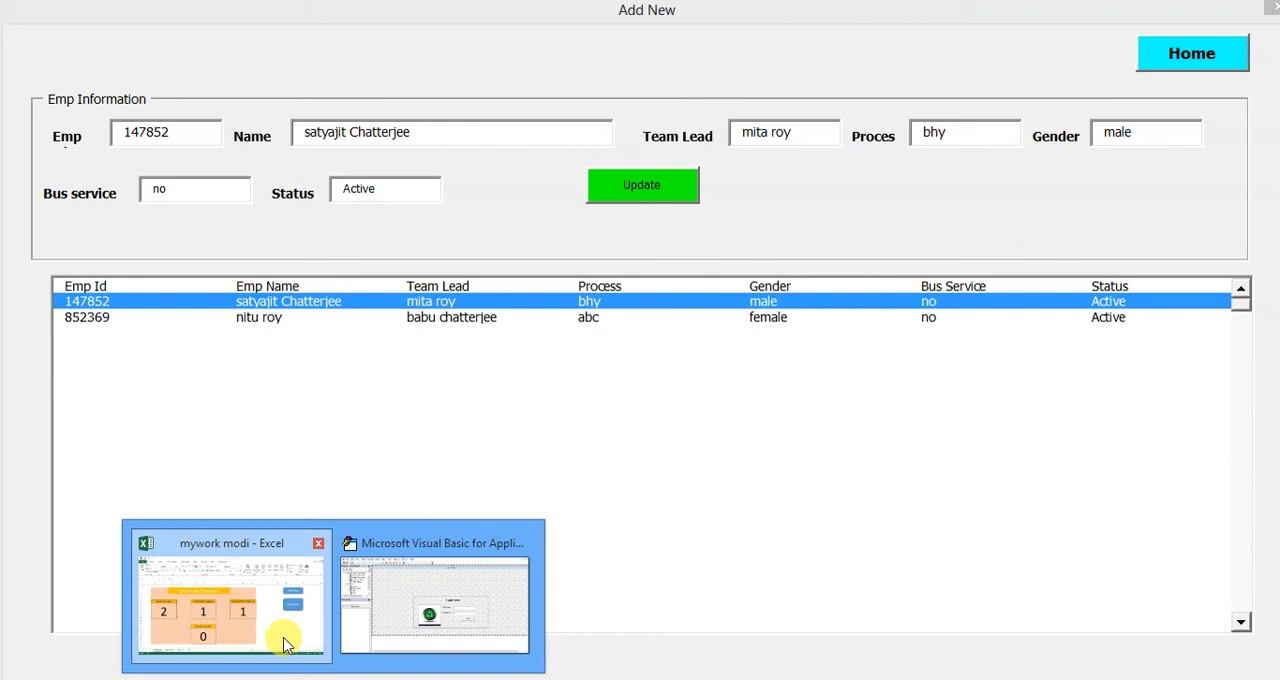 Add New
Home
Emp Information
Emp 147852 Name satyajit Chatterjee Team Lead mita roy Proces bhy Gender male
Bus service no Status Active Update
Emp Id Emp Name Team Lead Process Gender Bus Service Status
147852 satyajit Chatterjee mita roy bhy male no Active
852369 nitu roy babu chatterjee abc female no Active
mywork modi - Excel Microsoft Visual Basic for Appli...
2 1 1
0